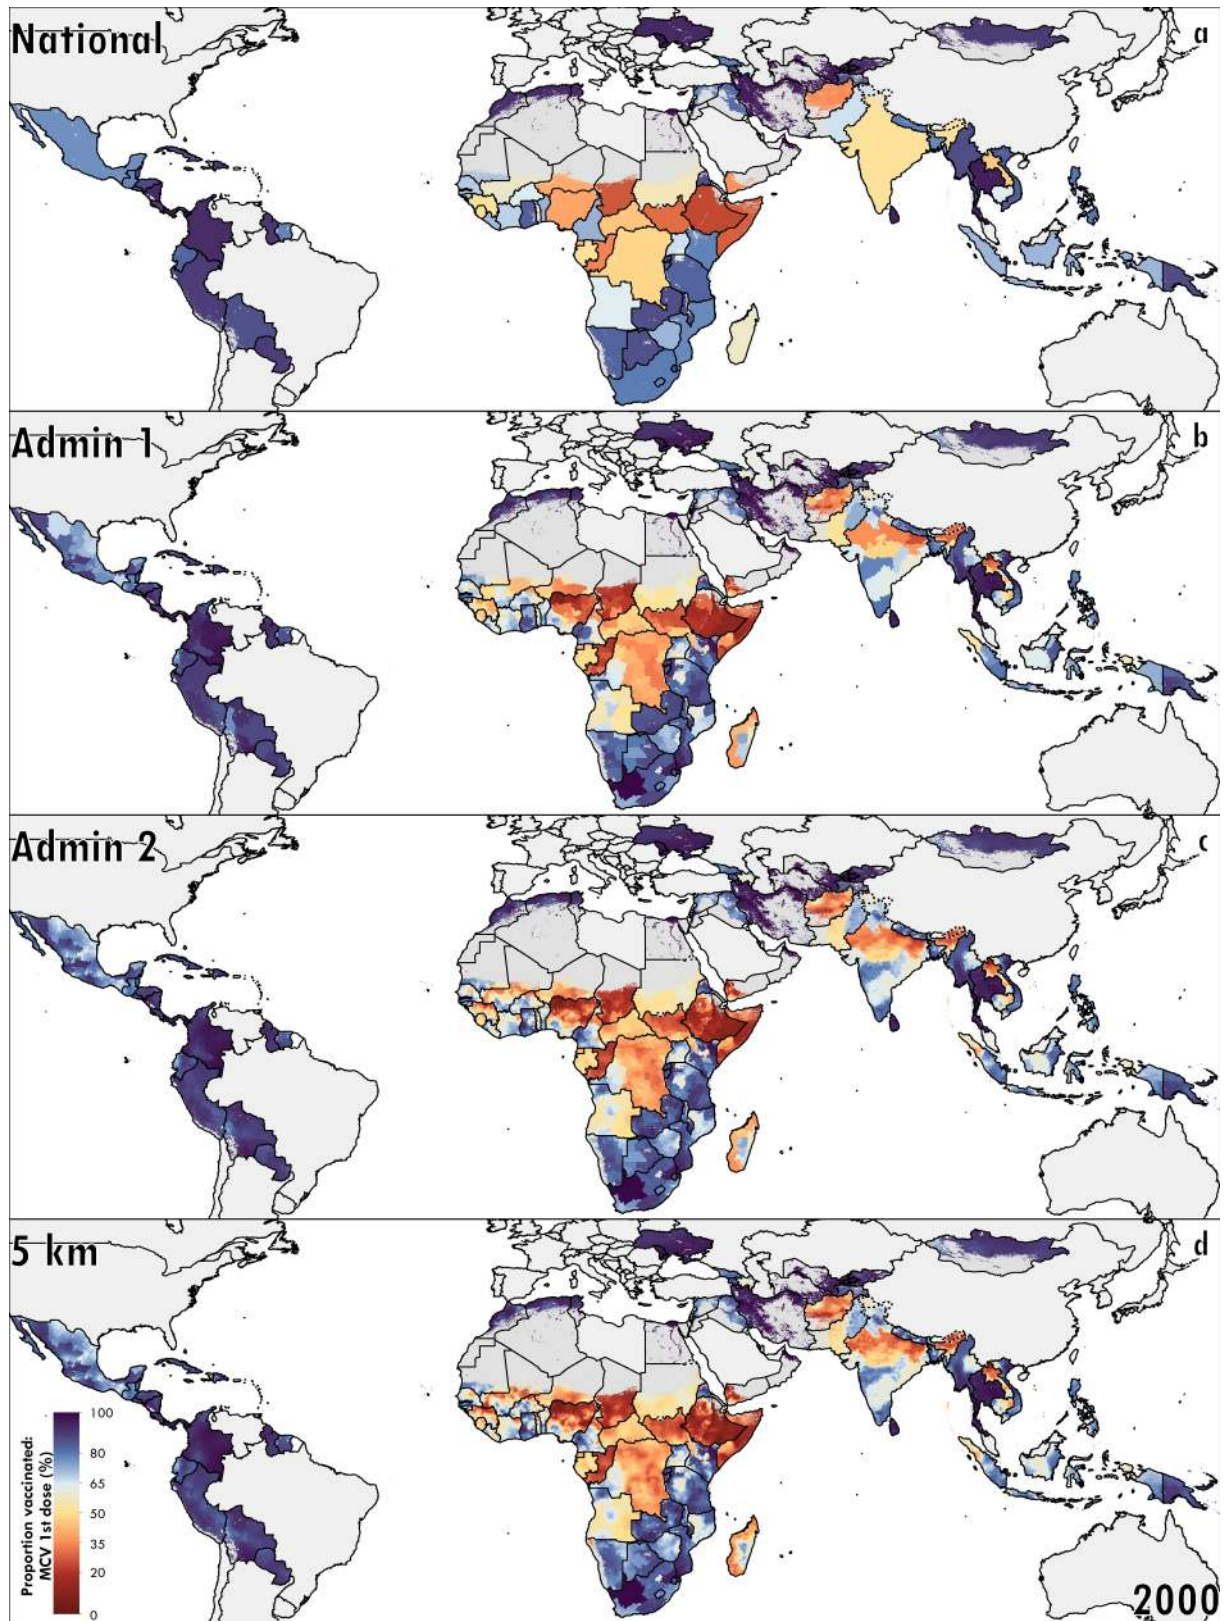 National
a
Admin 1
b
Admin 2
c
5 km
d
Proportion vaccinated:
MCV 1st dose (%)
100
80
65
50
35
20
0
2000